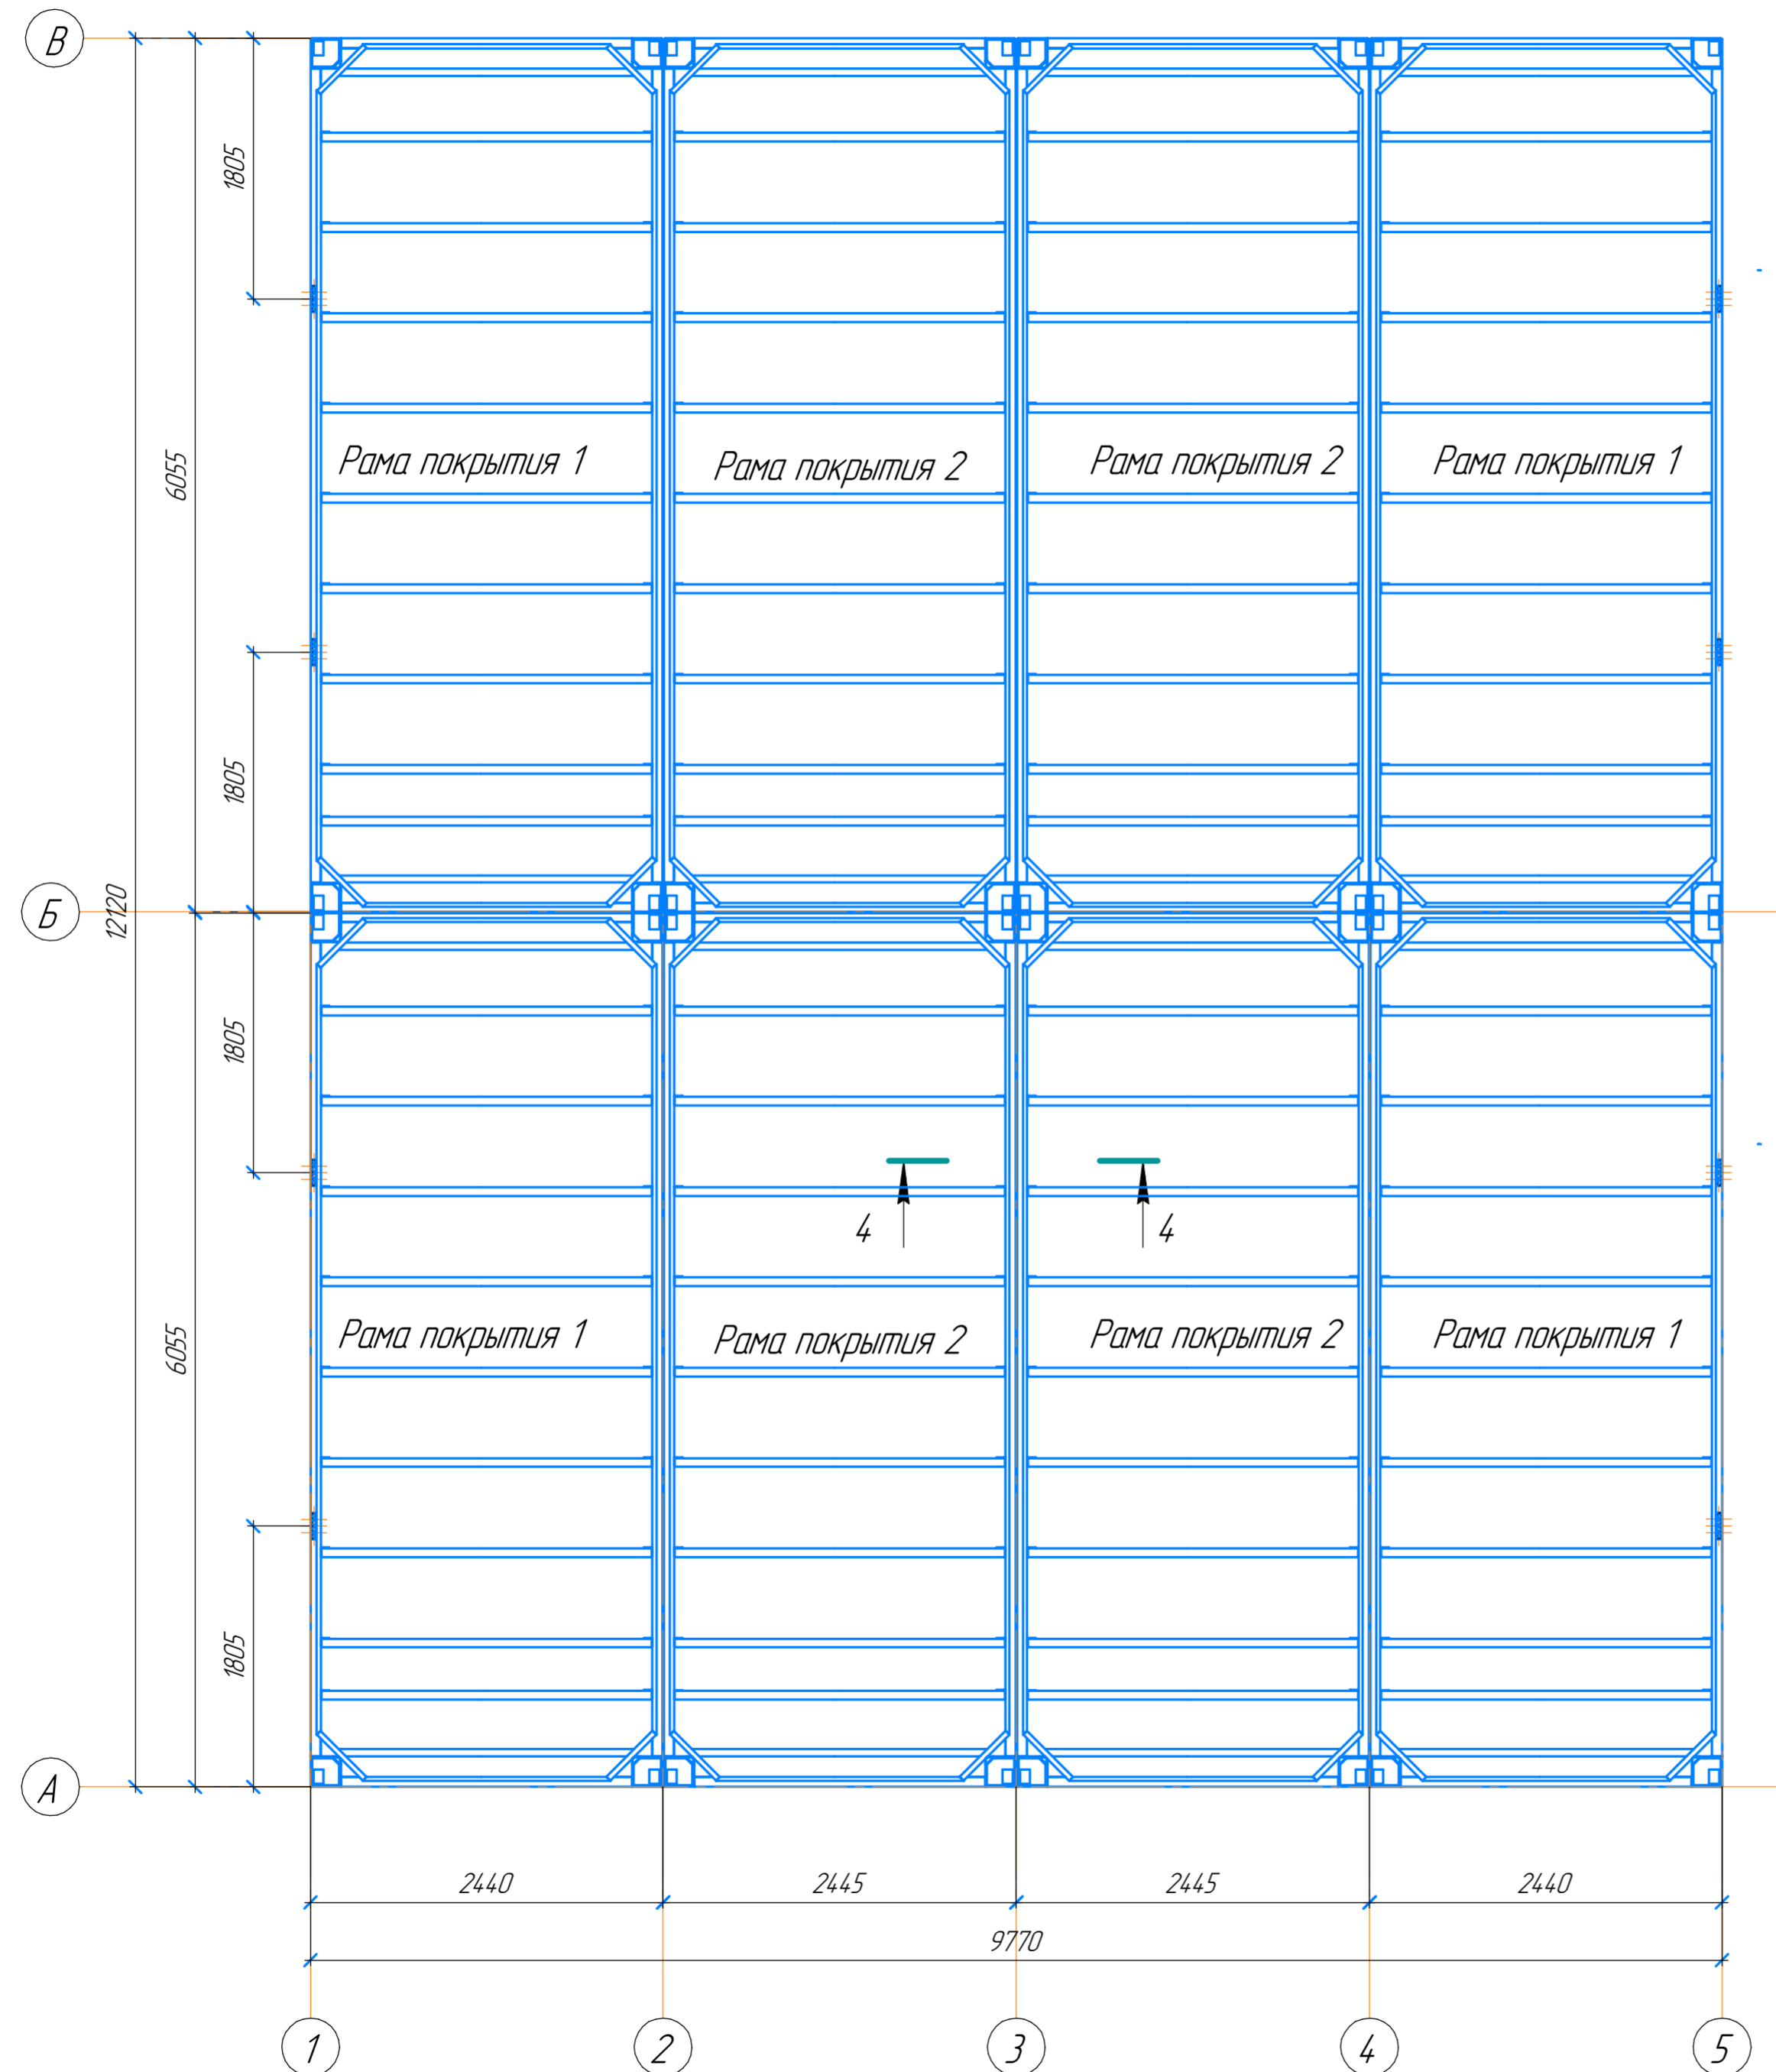 В
1805
6055
Рама покрытия 1
Рама покрытия 2
Рама покрытия 2
Рама покрытия 1
1805
Б
12120
1805
4
4
6055
Рама покрытия 1
Рама покрытия 2
Рама покрытия 2
Рама покрытия 1
1805
А
2440
2445
2445
2440
9770
1
2
3
4
5